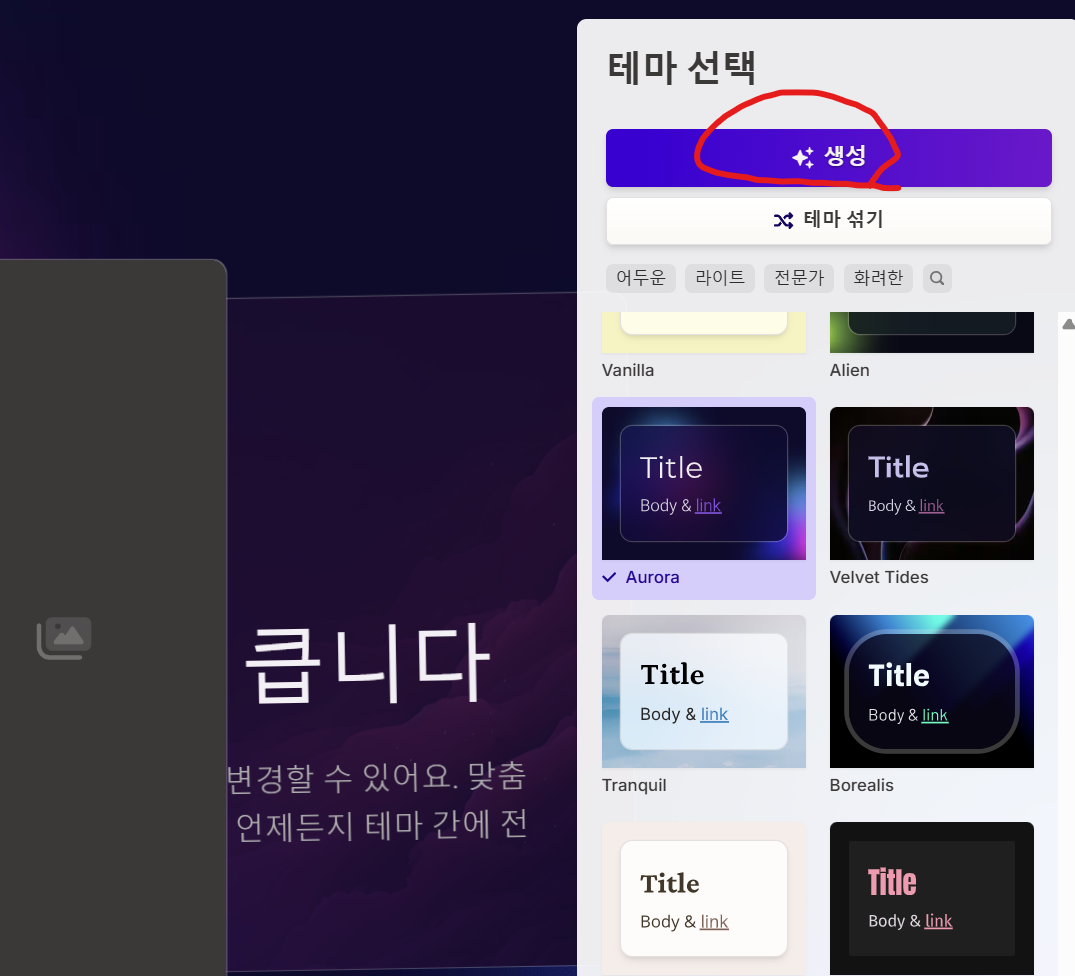 테마 선택
생성
테마 섞기
어두운 라이트 전문가 화려한
Vanilla Alien
Title Title
Body & link Body & link
Aurora Velvet Tides
Title Title
Body & link Body & link
Tranquil Borealis
Title Title
Body & link Body & link
큽니다
변경할 수 있어요. 맞춤
언제든지 테마 간에 전